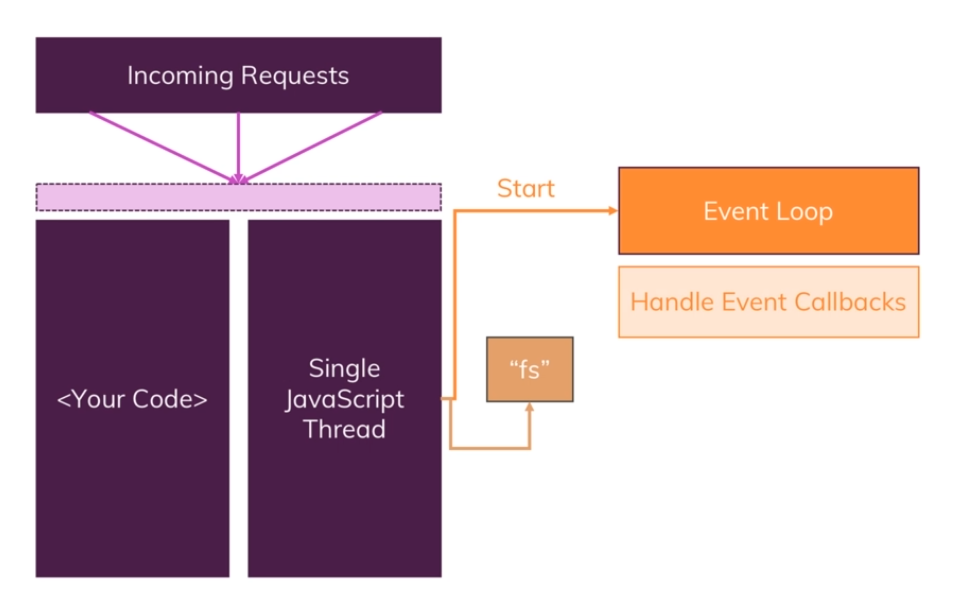 Incoming Requests
Start
Event Loop
Handle Event Callbacks
“fs”
<Your Code>
Single
JavaScript
Thread